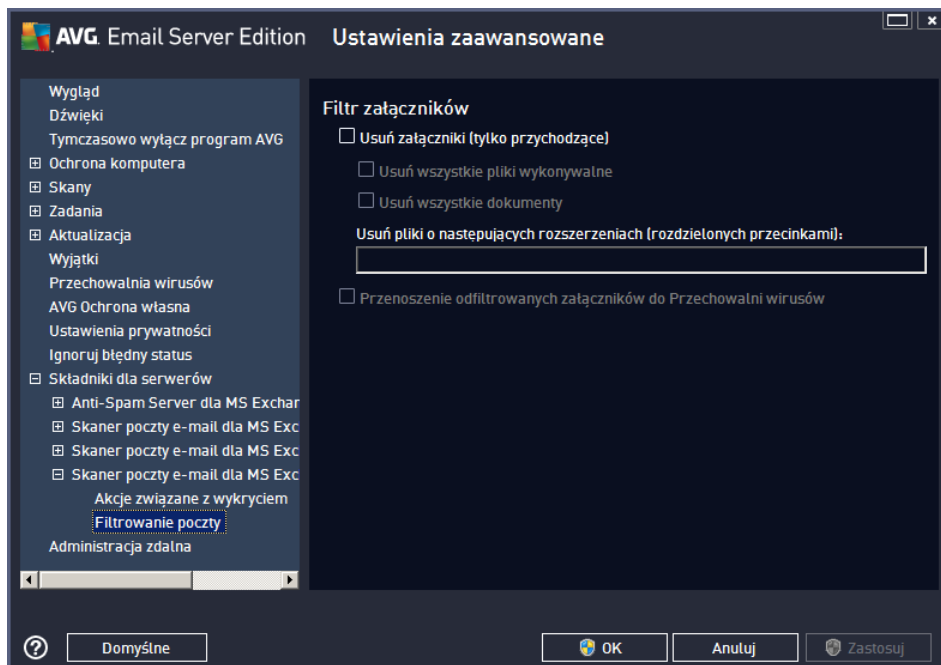 AVG. Email Server Edition Ustawienia zaawansowane
Wygląd
Dźwięki
Tymczasowo wyłącz program AVG
Ochrona komputera
Skany
Zadania
Aktualizacja
Wyjątki
Przechowalnia wirusów
AVG Ochrona własna
Ustawienia prywatności
Ignoruj błędny status
Składniki dla serwerów
Anti-Spam Server dla MS Exchar
Skaner poczty e-mail dla MS Exc
Skaner poczty e-mail dla MS Exc
Skaner poczty e-mail dla MS Exc
Akcje związane z wykryciem
Filtrowanie poczty
Administracja zdalna
Filtr załączników
Usuń załączniki (tylko przychodzące)
Usuń wszystkie pliki wykonywalne
Usuń wszystkie dokumenty
Usuń pliki o następujących rozszerzeniach (rozdzielonych przecinkami):
Przenoszenie odfiltrowanych załączników do Przechowalni wirusów
? Domyślne OK Anuluj Zastosuj